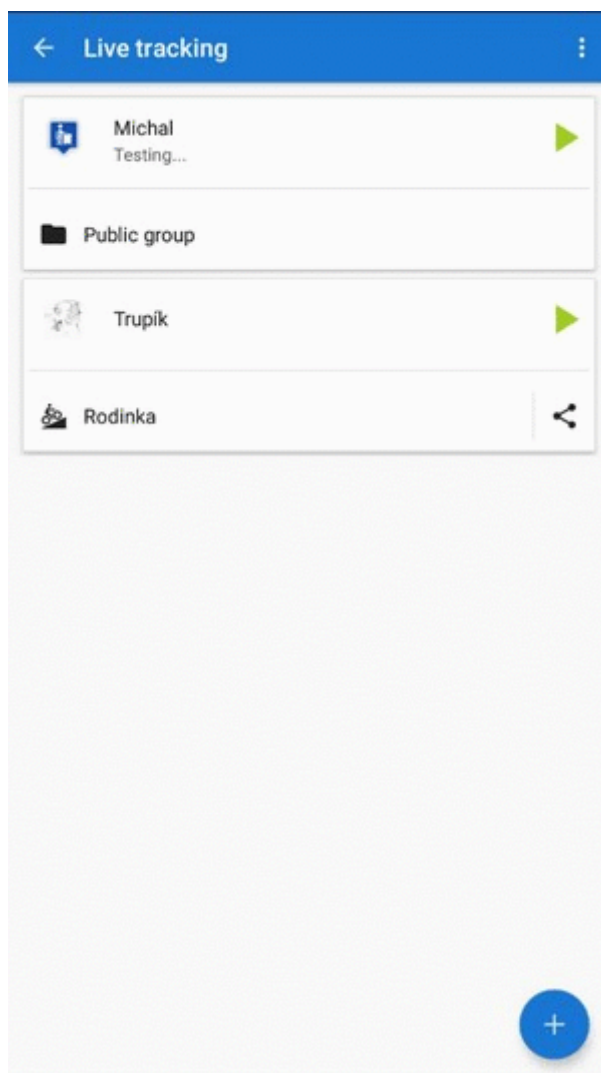 Live tracking
Michal
Testing...
Public group
Trupík
Rodinka